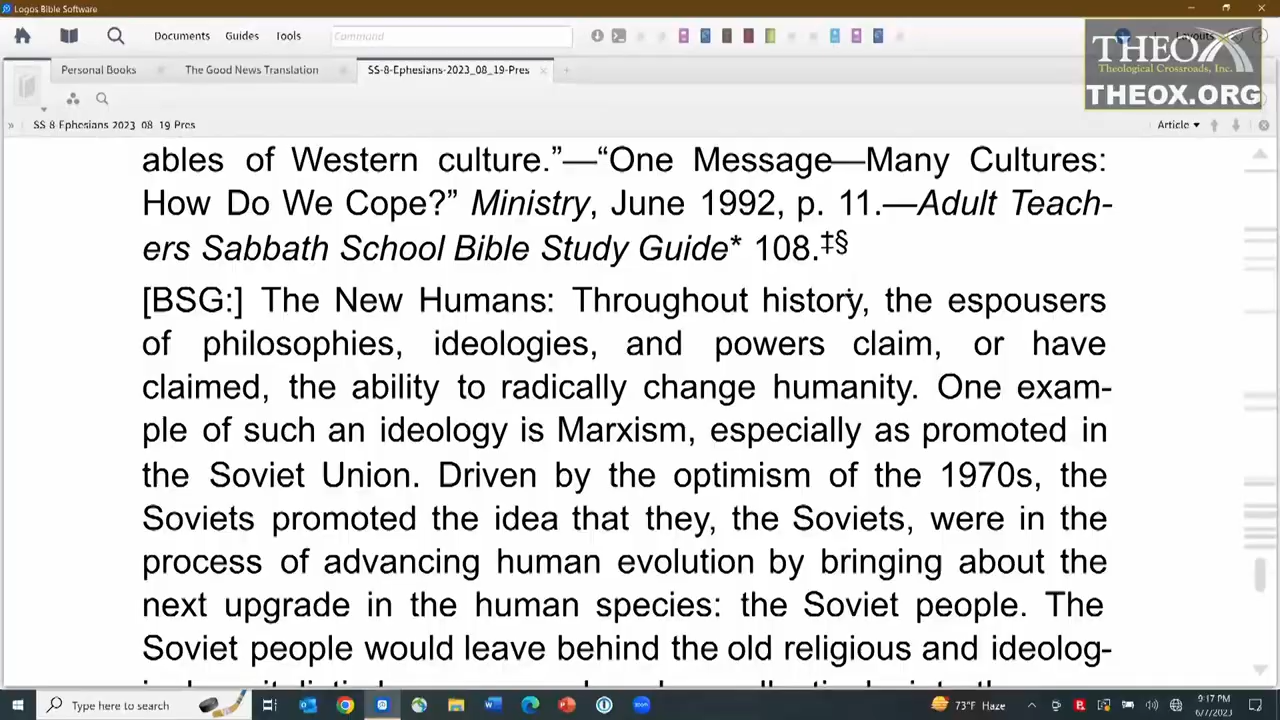 Logos Bible Software
Documents Guides Tools Command Layouts
THEOX
Theological Crossroads, Inc.
THEOX.ORG
Personal Books The Good News Translation SS-8-Ephesians-2023_08_19-Pres
» SS-8-Ephesians-2023_08_19-Pres Article
ables of Western culture.”—“One Message—Many Cultures:
How Do We Cope?” Ministry, June 1992, p. 11.—Adult Teach-
ers Sabbath School Bible Study Guide* 108.‡§
[BSG:] The New Humans: Throughout history, the espousers
of philosophies, ideologies, and powers claim, or have
claimed, the ability to radically change humanity. One exam-
ple of such an ideology is Marxism, especially as promoted in
the Soviet Union. Driven by the optimism of the 1970s, the
Soviets promoted the idea that they, the Soviets, were in the
process of advancing human evolution by bringing about the
next upgrade in the human species: the Soviet people. The
Soviet people would leave behind the old religious and ideolog-
Type here to search 73°F Haze 9:17 PM
6/7/2023